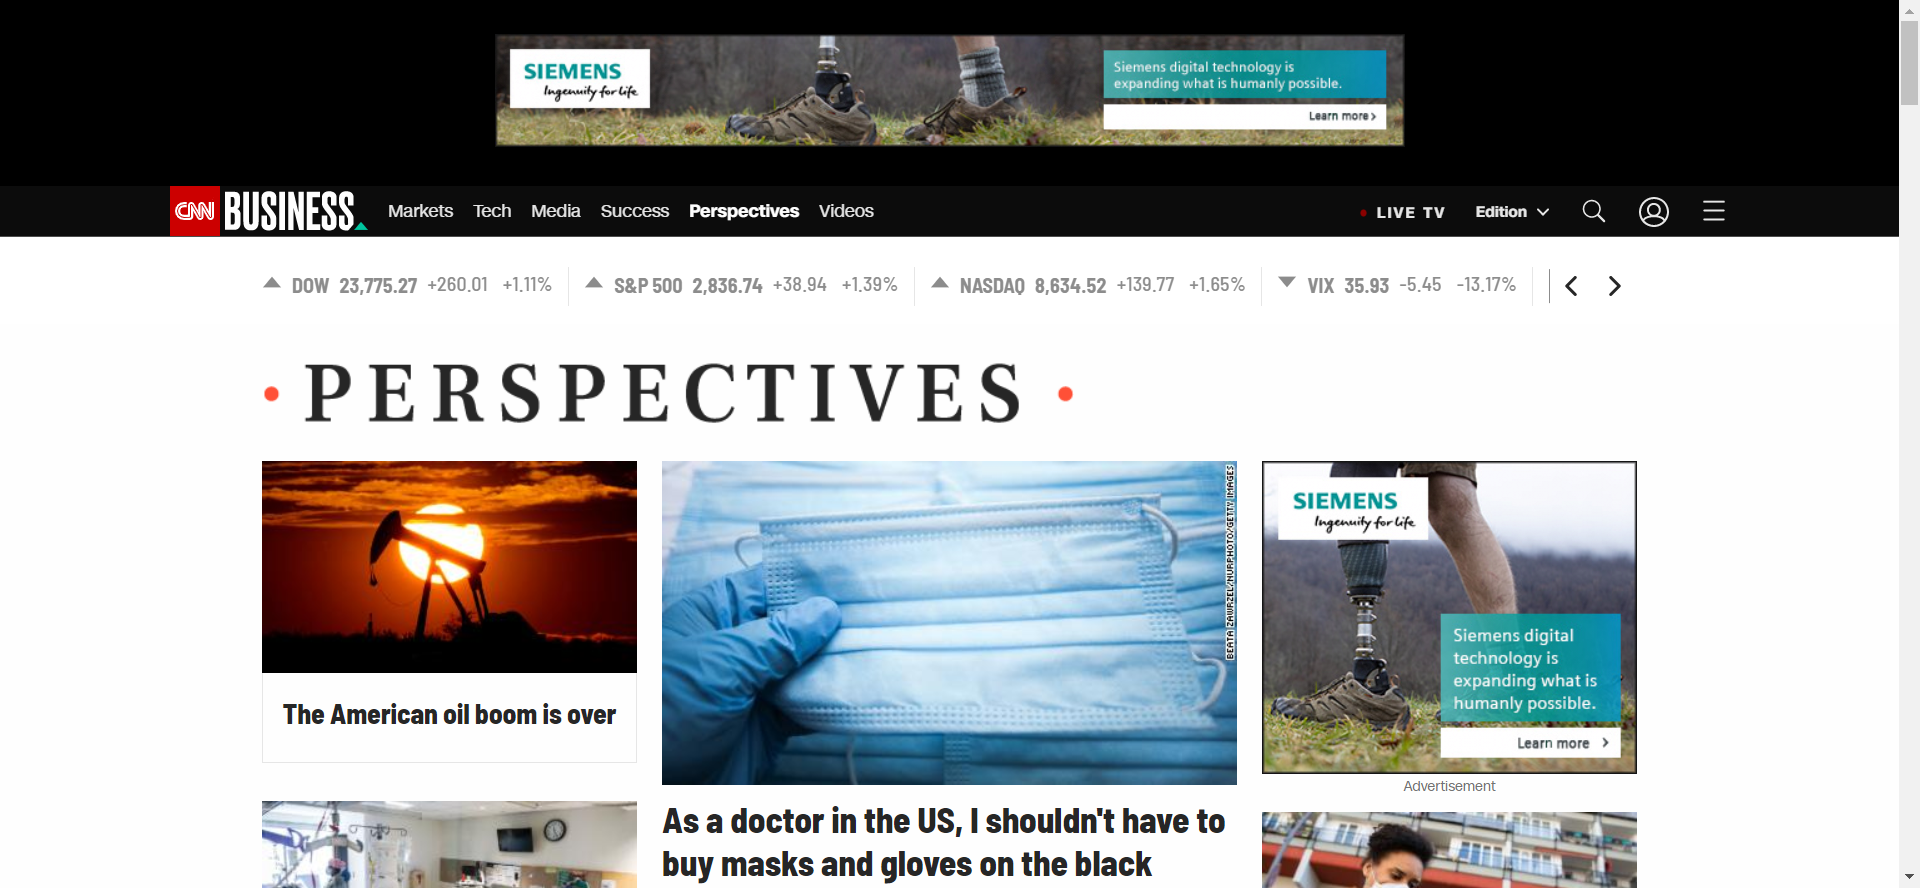 SIEMENS
Ingenuity for life
Siemens digital technology is
expanding what is humanly possible.
Learn more
CNN BUSINESS Markets Tech Media Success Perspectives Videos LIVE TV Edition
DOW 23,775.27 +260.01 +1.11% S&P 500 2,836.74 +38.94 +1.39% NASDAQ 8,634.52 +139.77 +1.65% VIX 35.93 -5.45 -13.17%
PERSPECTIVES
The American oil boom is over
BEATA ZAWRZEL/NURPHOTO/GETTY IMAGES
As a doctor in the US, I shouldn't have to
buy masks and gloves on the black
SIEMENS
Ingenuity for life
Siemens digital
technology is
expanding what is
humanly possible.
Learn more
Advertisement